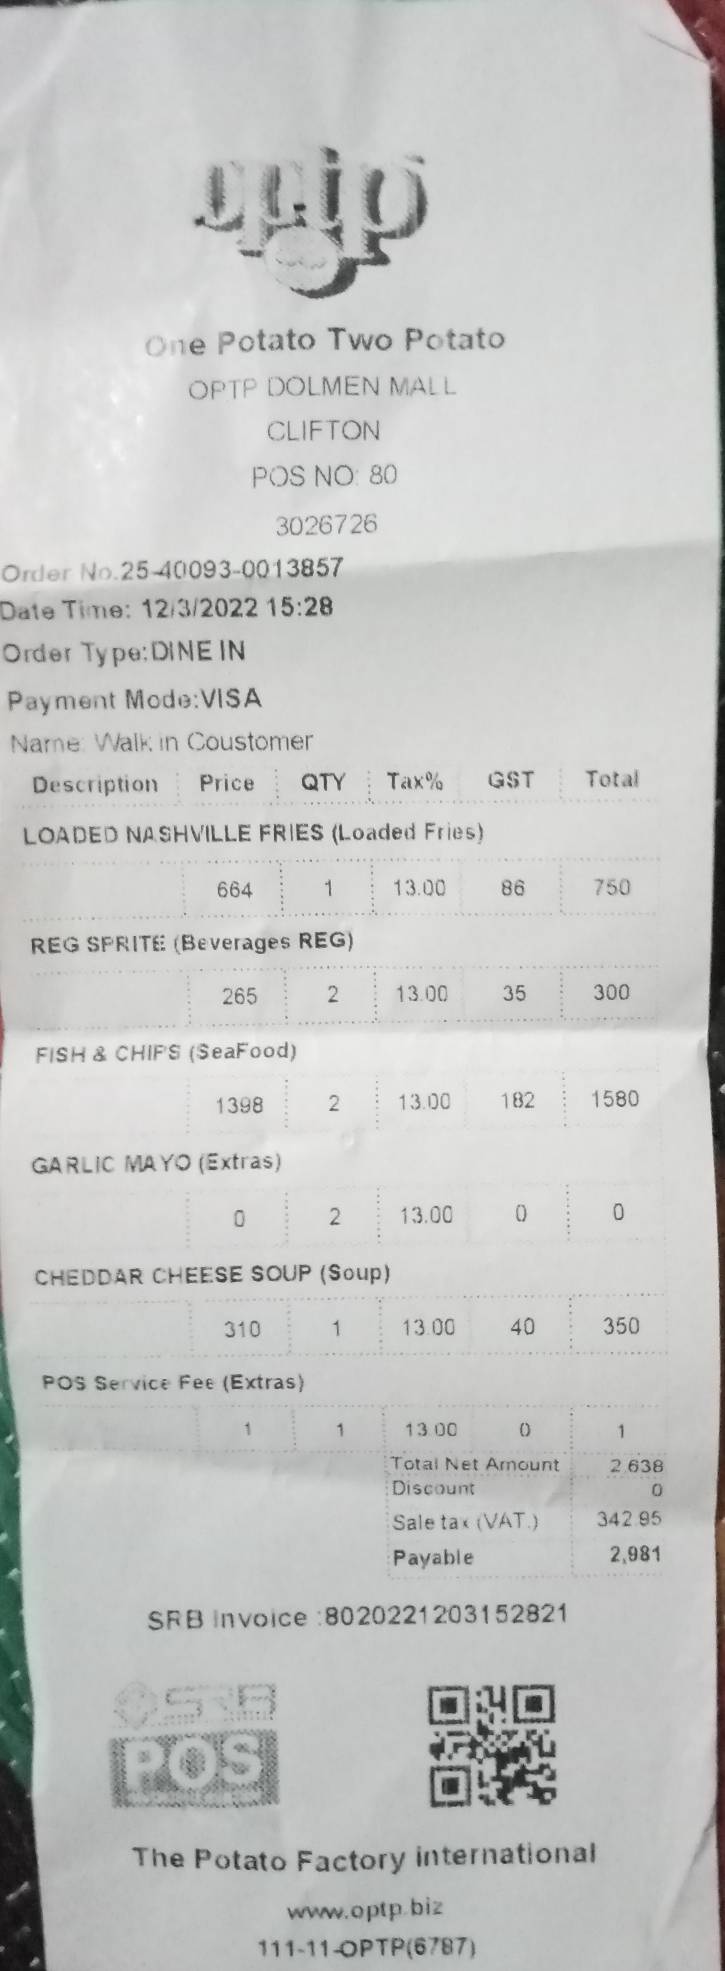 optp
One Potato Two Potato
OPTP DOLMEN MALL
CLIFTON
POS NO: 80
3026726
Order No.25-40093-0013857
Date Time: 12/3/2022 15:28
Order Type:DINE IN
Payment Mode:VISA
Name: Walk in Coustomer
Description Price QTY Tax% GST Total
LOADED NASHVILLE FRIES (Loaded Fries)
664 1 13.00 86 750
REG SPRITE (Beverages REG)
265 2 13.00 35 300
FISH & CHIPS (SeaFood)
1398 2 13.00 182 1580
GARLIC MAYO (Extras)
0 2 13.00 0 0
CHEDDAR CHEESE SOUP (Soup)
310 1 13.00 40 350
POS Service Fee (Extras)
1 1 13.00 0 1
Total Net Amount 2,638
Discount 0
Sale tax (VAT.) 342.95
Payable 2,981
SRB Invoice :8020221203152821
SRB
POS
The Potato Factory international
www.optp.biz
111-11-OPTP(6787)